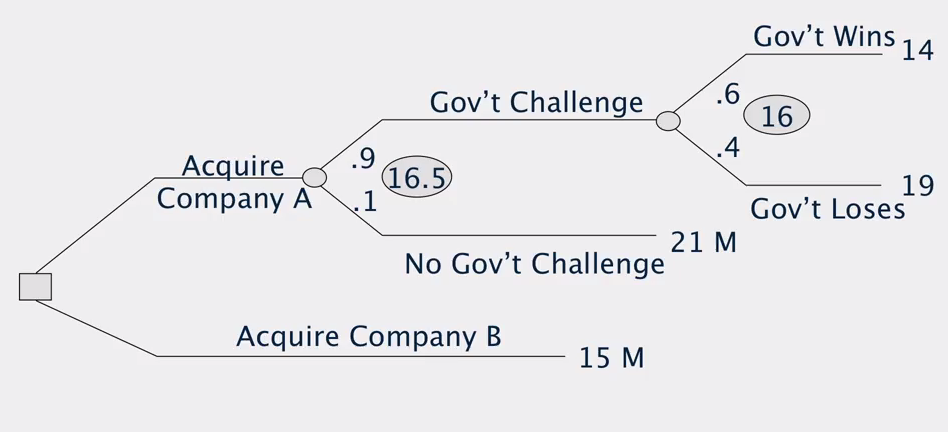 Gov’t Wins
14
.6
16
.4
19
Gov’t Loses
Gov’t Challenge
.9
16.5
.1
21 M
No Gov’t Challenge
Acquire
Company A
Acquire Company B
15 M